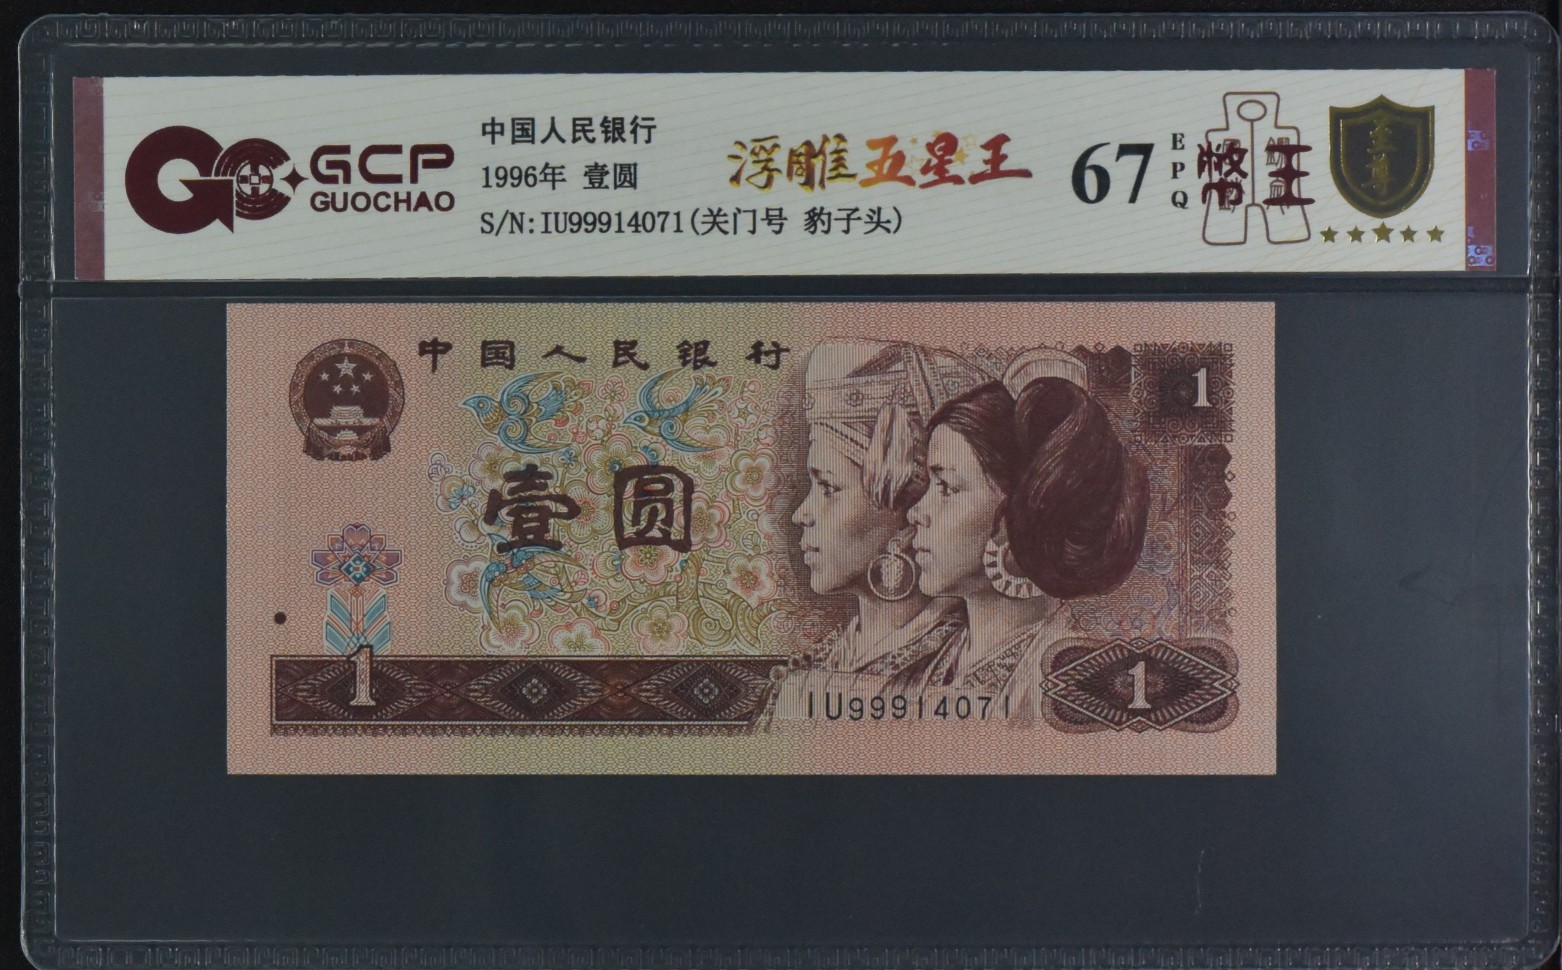 GCP
GUOCHAO
中国人民银行
1996年 壹圆
S/N:IU99914071(关门号 豹子头)
浮雕五星王
67
EPQ
至尊
中国人民银行
1
壹圆
1
IU99914071
1